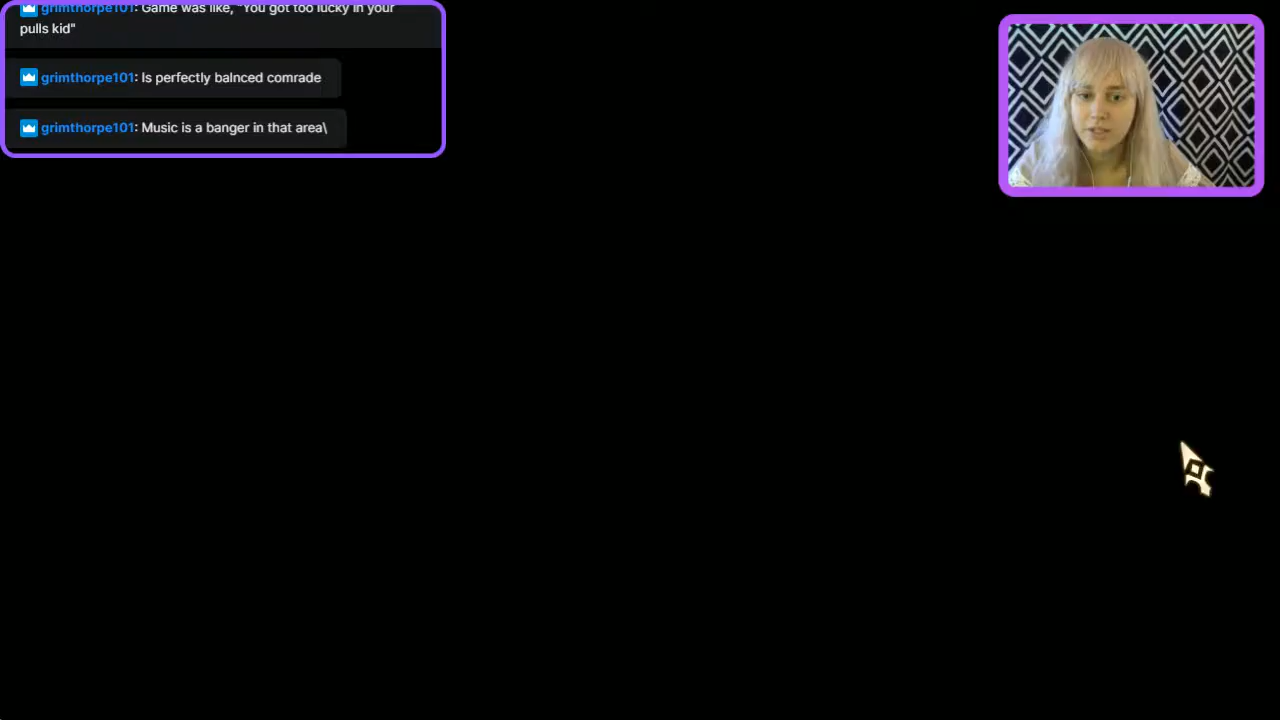 grimthorpe101: Game was like, "You got too lucky in your
pulls kid"
grimthorpe101: Is perfectly balnced comrade
grimthorpe101: Music is a banger in that area\